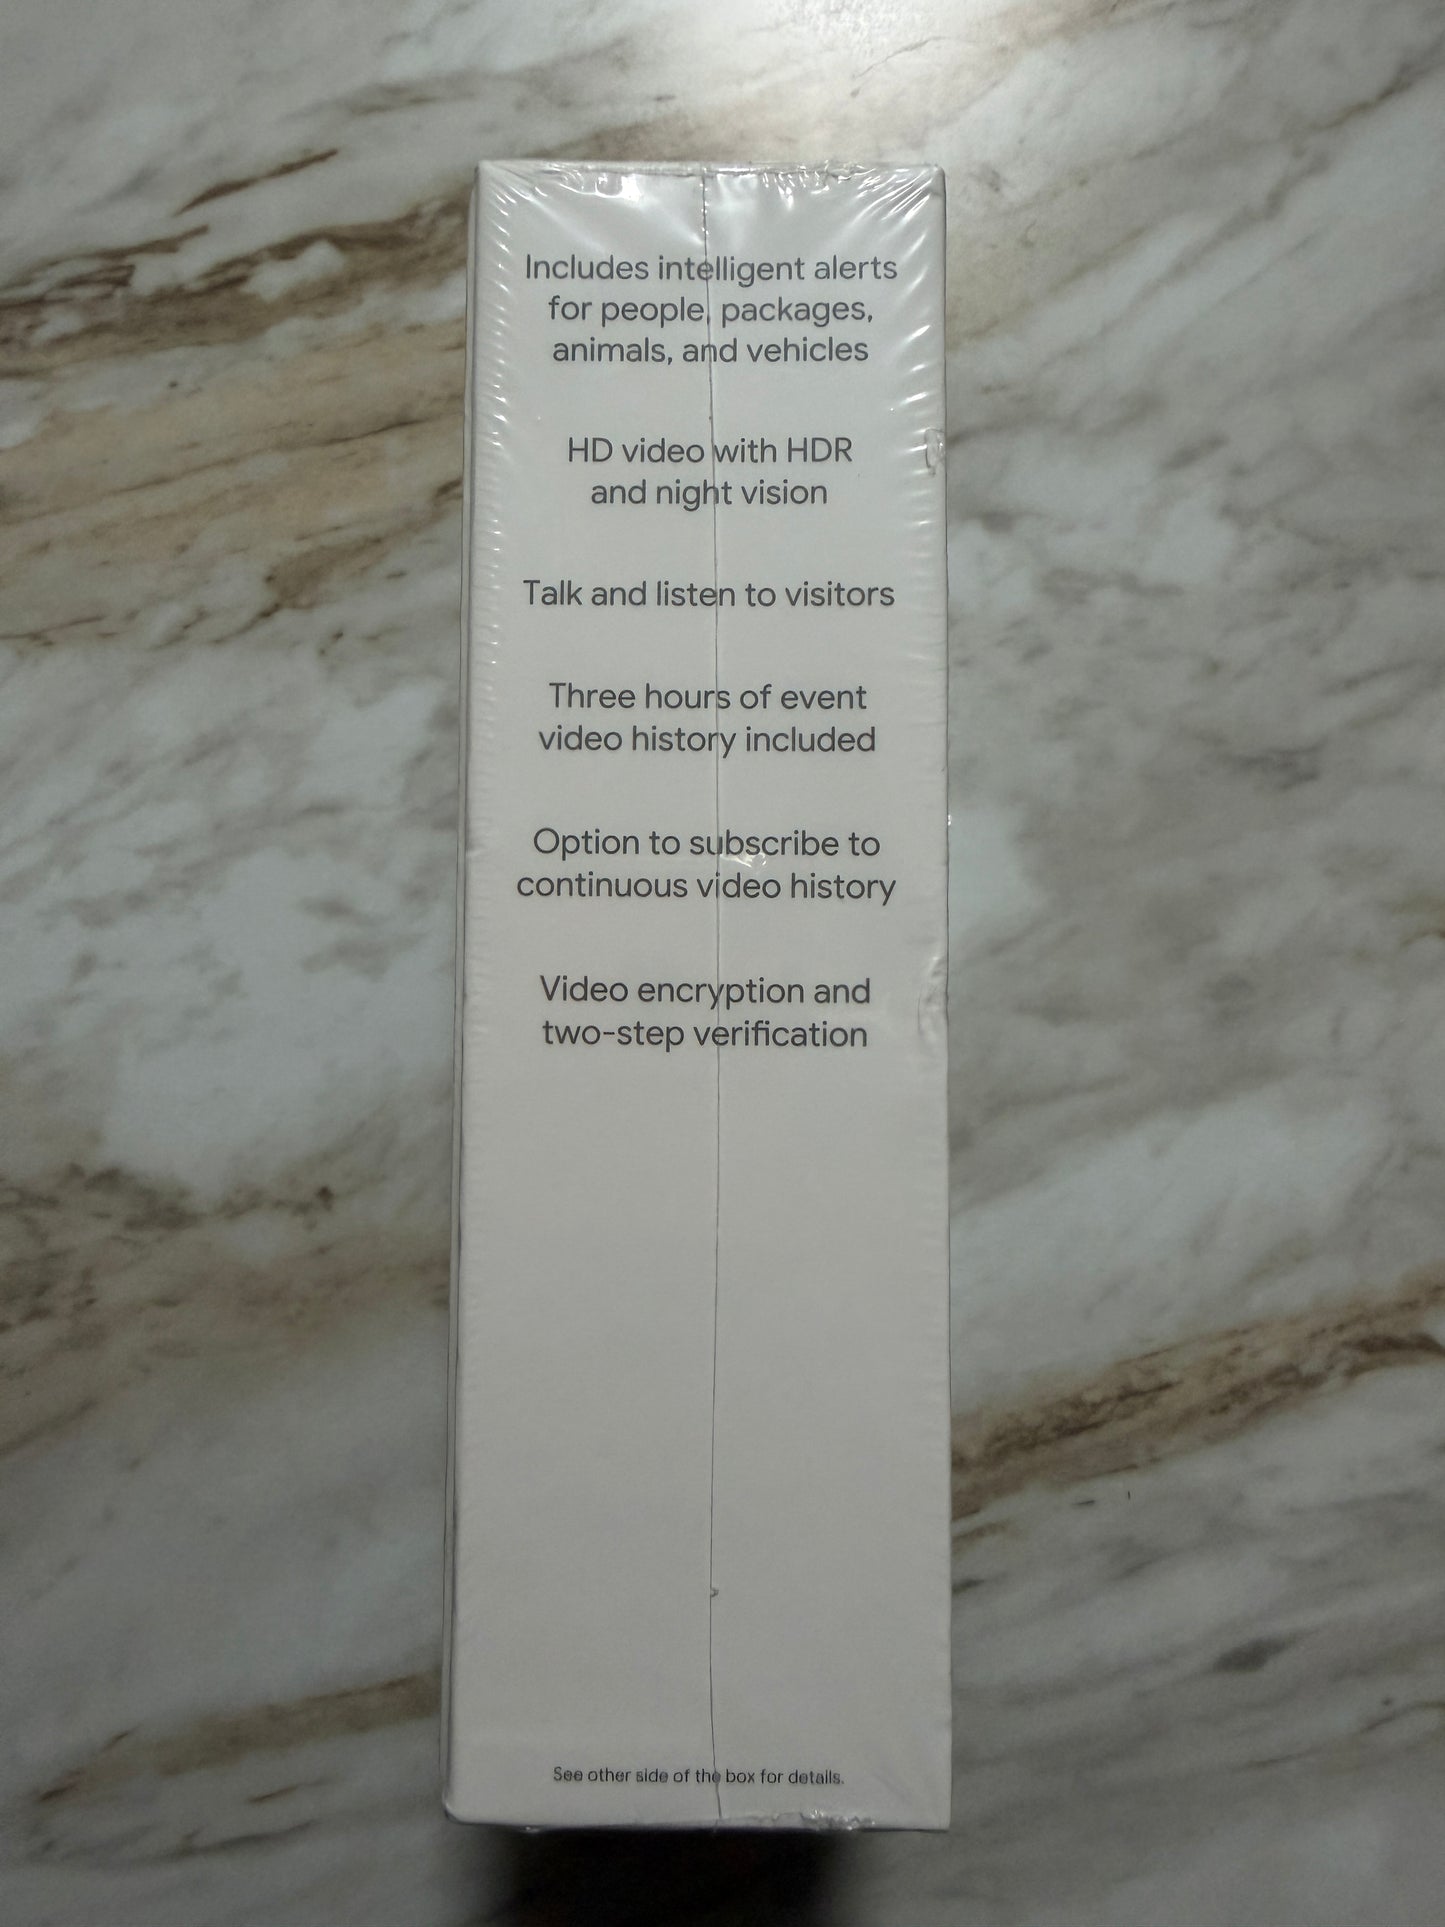 Includes intelligent alerts
for people, packages,
animals, and vehicles
HD video with HDR
and night vision
Talk and listen to visitors
Three hours of event
video history included
Option to subscribe to
continuous video history
Video encryption and
two-step verification
See other side of the box for details.